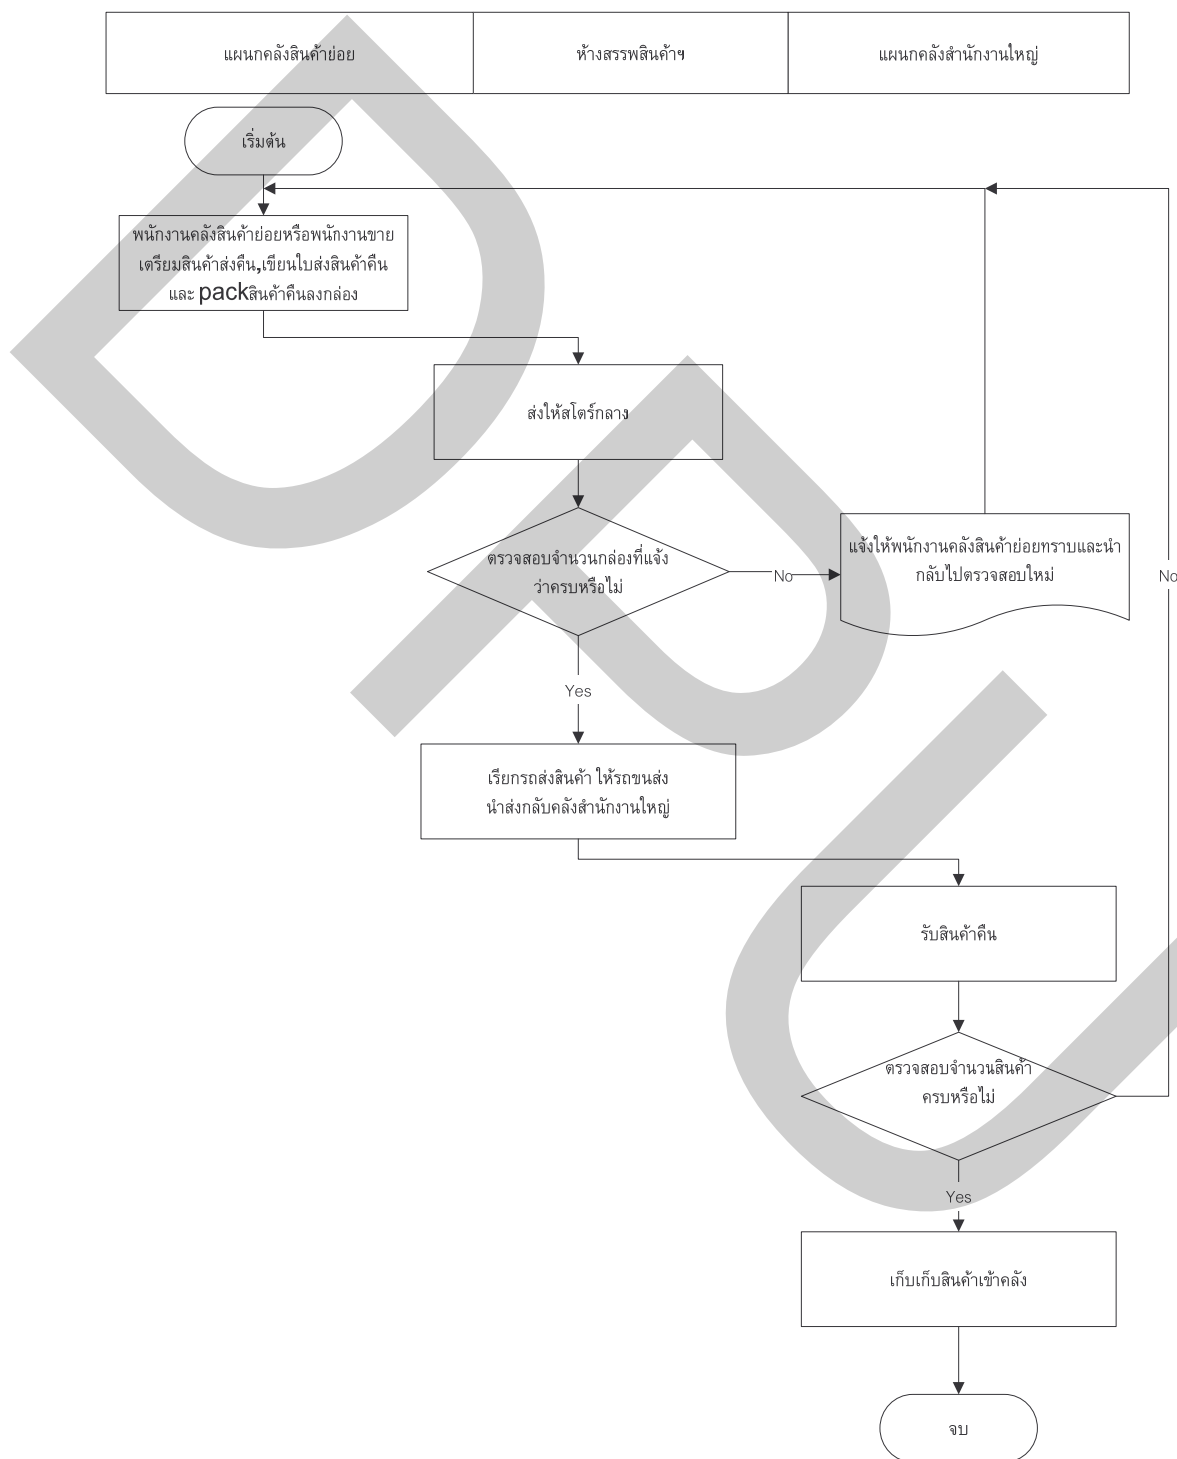 แผนกคลังสินค้าย่อย
ห้างสรรพสินค้าฯ
แผนกคลังสำนักงานใหญ่
เริ่มต้น
พนักงานคลังสินค้าย่อยหรือพนักงานขาย
เตรียมสินค้าส่งคืน,เขียนใบส่งสินค้าคืน
และ packสินค้าคืนลงกล่อง
ส่งให้สโตร์กลาง
ตรวจสอบจำนวนกล่องที่แจ้ง
ว่าครบหรือไม่
No
แจ้งให้พนักงานคลังสินค้าย่อยทราบและนำ
กลับไปตรวจสอบใหม่
No
Yes
เรียกรถส่งสินค้า ให้รถขนส่ง
นำส่งกลับคลังสำนักงานใหญ่
รับสินค้าคืน
ตรวจสอบจำนวนสินค้า
ครบหรือไม่
Yes
เก็บเก็บสินค้าเข้าคลัง
จบ
DPU